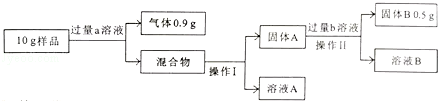 10g样品
过量a溶液
气体0.9g
混合物
操作I
固体A
溶液A
过量b溶液
操作II
固体B 0.5g
溶液B